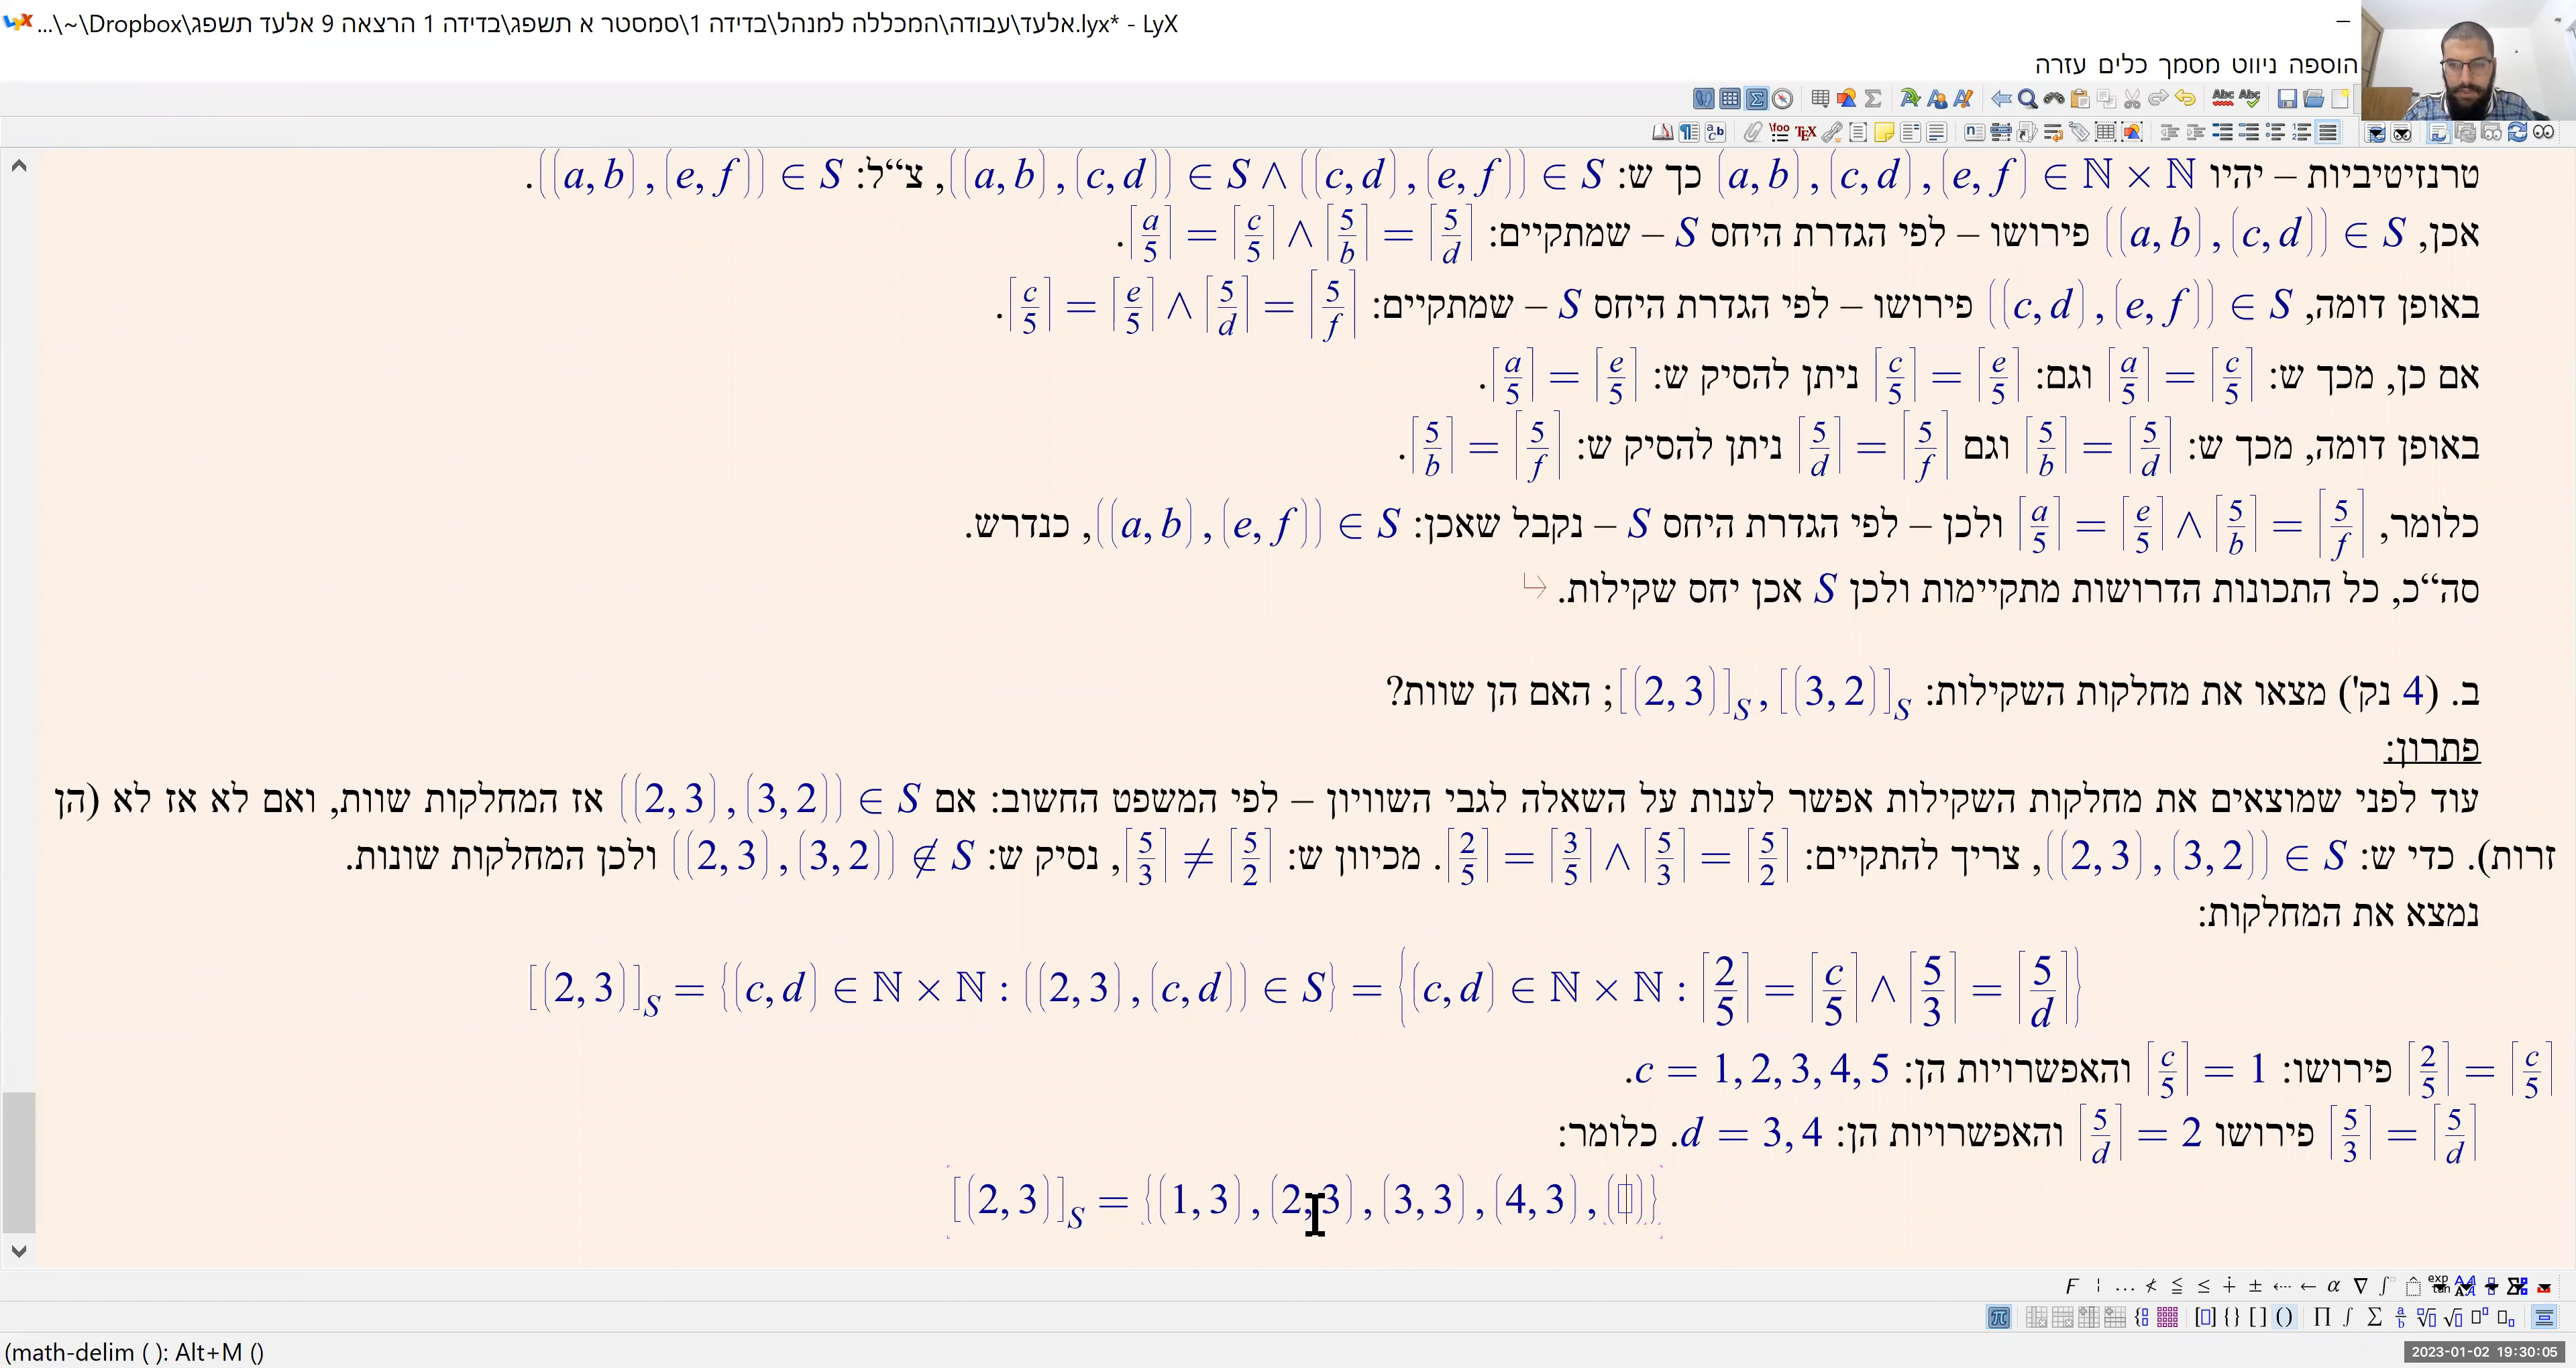 ...\~\Dropbox\אלעד\עבודה\המכללה למנהל\בדידה 1\סמסטר א תשפג\בדידה 1 הרצאה 9 אלעד תשפג.lyx* - LyX
הוספה ניווט מסמך כלים עזרה
טרנזיטיביות – יהיו (a, b), (c, d), (e, f) ∈ ℕ × ℕ כך ש: ((a, b), (c, d)) ∈ S ∧ ((c, d), (e, f)) ∈ S, צ“ל: ((a, b), (e, f)) ∈ S.
אכן, ((a, b), (c, d)) ∈ S פירושו – לפי הגדרת היחס S – שמתקיים: ⌈a/5⌉ = ⌈c/5⌉ ∧ ⌈5/b⌉ = ⌈5/d⌉.
באופן דומה, ((c, d), (e, f)) ∈ S פירושו – לפי הגדרת היחס S – שמתקיים: ⌈c/5⌉ = ⌈e/5⌉ ∧ ⌈5/d⌉ = ⌈5/f⌉.
אם כן, מכך ש: ⌈a/5⌉ = ⌈c/5⌉ וגם: ⌈c/5⌉ = ⌈e/5⌉ ניתן להסיק ש: ⌈a/5⌉ = ⌈e/5⌉.
באופן דומה, מכך ש: ⌈5/b⌉ = ⌈5/d⌉ וגם ⌈5/d⌉ = ⌈5/f⌉ ניתן להסיק ש: ⌈5/b⌉ = ⌈5/f⌉.
כלומר, ⌈a/5⌉ = ⌈e/5⌉ ∧ ⌈5/b⌉ = ⌈5/f⌉ ולכן – לפי הגדרת היחס S – נקבל שאכן: ((a, b), (e, f)) ∈ S, כנדרש.
סה“כ, כל התכונות הדרושות מתקיימות ולכן S אכן יחס שקילות.
ב. (4 נק') מצאו את מחלקות השקילות: [(2, 3)]_S, [(3, 2)]_S; האם הן שוות?
פתרון:
עוד לפני שמוצאים את מחלקות השקילות אפשר לענות על השאלה לגבי השוויון – לפי המשפט החשוב: אם ((2, 3), (3, 2)) ∈ S אז המחלקות שוות, ואם לא אז לא (הן
זרות). כדי ש: ((2, 3), (3, 2)) ∈ S, צריך להתקיים: ⌈2/5⌉ = ⌈3/5⌉ ∧ ⌈5/3⌉ = ⌈5/2⌉. מכיוון ש: ⌈5/3⌉ ≠ ⌈5/2⌉, נסיק ש: ((2, 3), (3, 2)) ∉ S ולכן המחלקות שונות.
נמצא את המחלקות:
[(2, 3)]_S = {(c, d) ∈ ℕ × ℕ : ((2, 3), (c, d)) ∈ S} = {(c, d) ∈ ℕ × ℕ : ⌈2/5⌉ = ⌈c/5⌉ ∧ ⌈5/3⌉ = ⌈5/d⌉}
⌈2/5⌉ = ⌈c/5⌉ פירושו: ⌈c/5⌉ = 1 והאפשרויות הן: c = 1, 2, 3, 4, 5.
⌈5/3⌉ = ⌈5/d⌉ פירושו ⌈5/d⌉ = 2 והאפשרויות הן: d = 3, 4. כלומר:
[(2, 3)]_S = {(1, 3), (2, 3), (3, 3), (4, 3), ()}
(math-delim ( ): Alt+M ()
2023-01-02 19:30:05